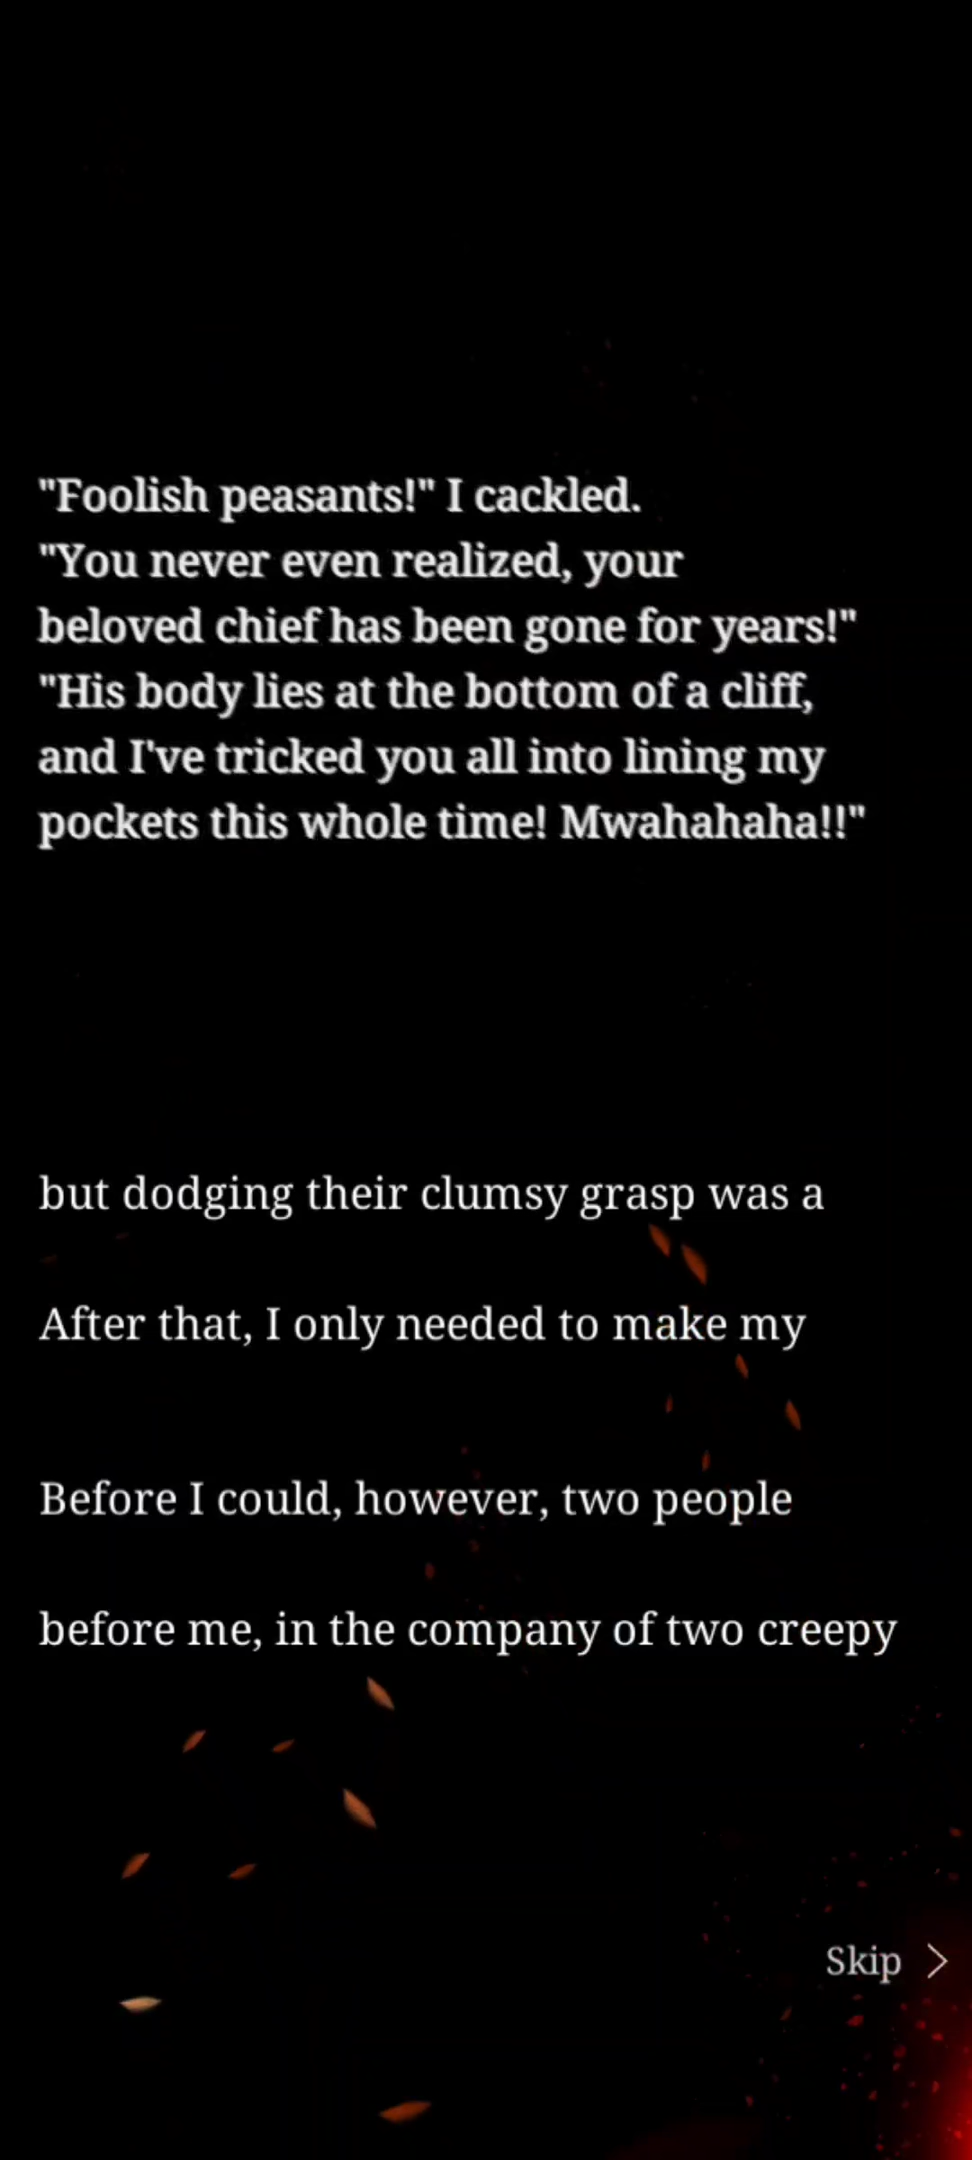 "Foolish peasants!" I cackled.
"You never even realized, your
beloved chief has been gone for years!"
"His body lies at the bottom of a cliff,
and I've tricked you all into lining my
pockets this whole time! Mwahahaha!!"
but dodging their clumsy grasp was a
After that, I only needed to make my
Before I could, however, two people
before me, in the company of two creepy
Skip